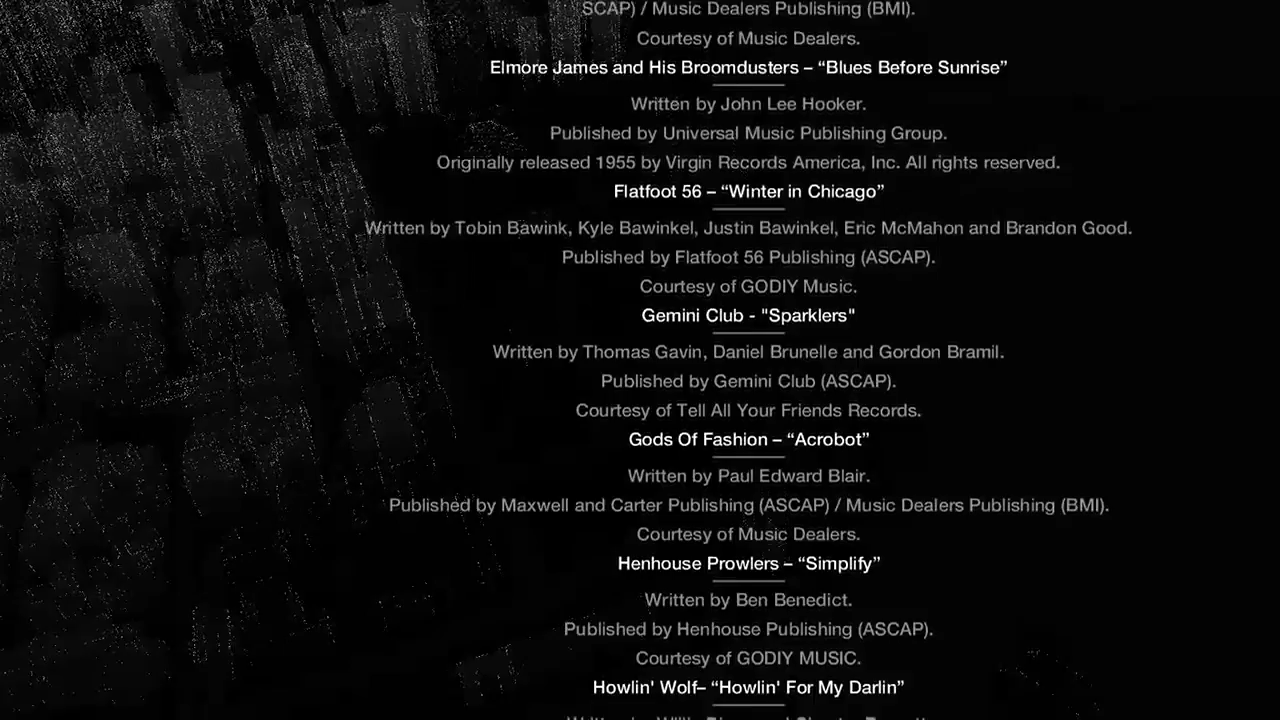 SCAP) / Music Dealers Publishing (BMI).
Courtesy of Music Dealers.
Elmore James and His Broomdusters – “Blues Before Sunrise”
Written by John Lee Hooker.
Published by Universal Music Publishing Group.
Originally released 1955 by Virgin Records America, Inc. All rights reserved.
Flatfoot 56 – “Winter in Chicago”
Written by Tobin Bawink, Kyle Bawinkel, Justin Bawinkel, Eric McMahon and Brandon Good.
Published by Flatfoot 56 Publishing (ASCAP).
Courtesy of GODIY Music.
Gemini Club - "Sparklers"
Written by Thomas Gavin, Daniel Brunelle and Gordon Bramil.
Published by Gemini Club (ASCAP).
Courtesy of Tell All Your Friends Records.
Gods Of Fashion – “Acrobot”
Written by Paul Edward Blair.
Published by Maxwell and Carter Publishing (ASCAP) / Music Dealers Publishing (BMI).
Courtesy of Music Dealers.
Henhouse Prowlers – “Simplify”
Written by Ben Benedict.
Published by Henhouse Publishing (ASCAP).
Courtesy of GODIY MUSIC.
Howlin' Wolf– “Howlin' For My Darlin”